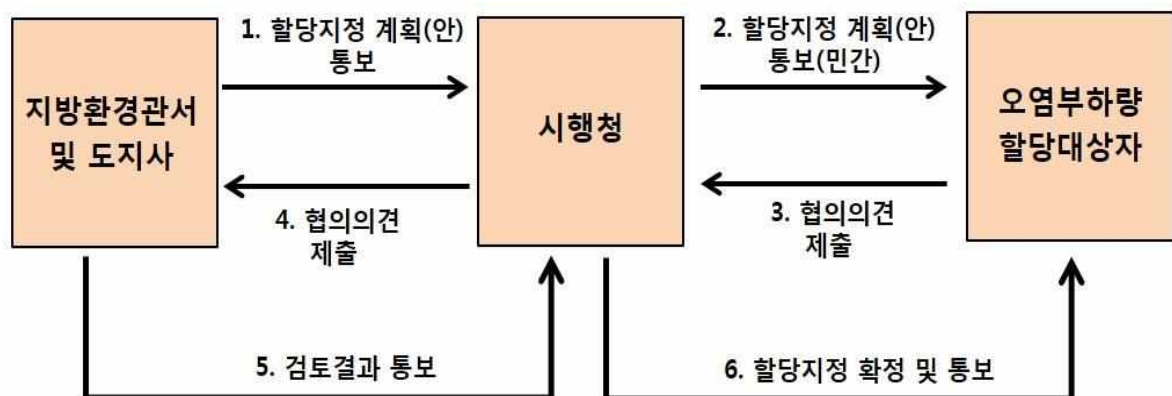 1. 할당지정 계획(안)
통보
2. 할당지정 계획(안)
통보(민간)
지방환경관서
및 도지사
시행청
오염부하량
할당대상자
4. 협의의견
제출
3. 협의의견
제출
5. 검토결과 통보
6. 할당지정 확정 및 통보